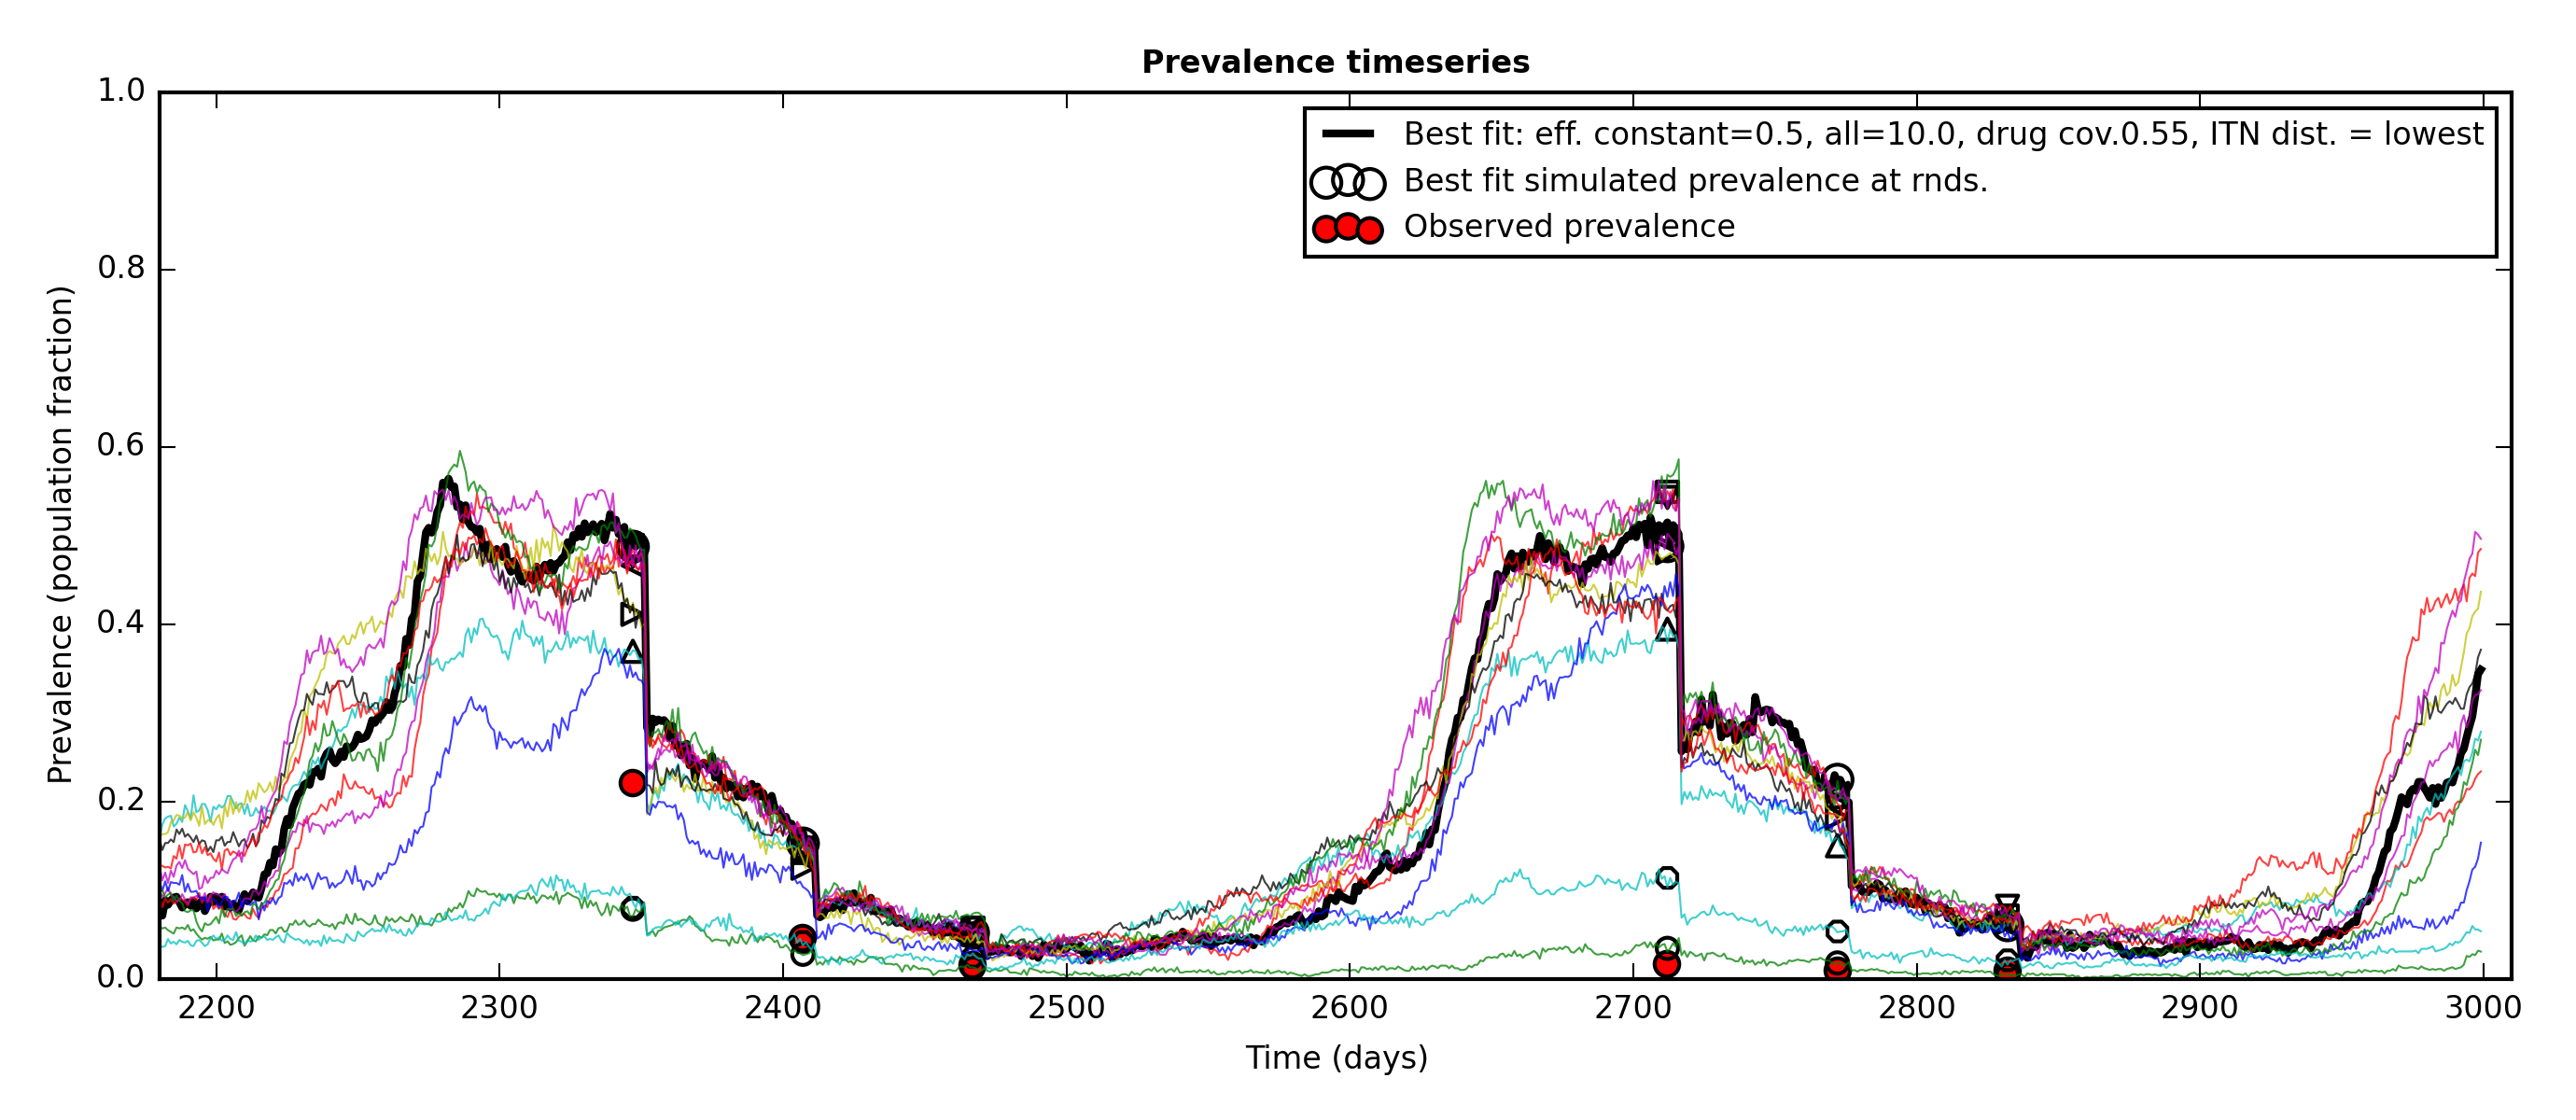 Prevalence timeseries
1.0
0.8
0.6
0.4
0.2
0.0
Prevalence (population fraction)
Best fit: eff. constant=0.5, all=10.0, drug cov.0.55, ITN dist. = lowest
Best fit simulated prevalence at rnds.
Observed prevalence
2200 2300 2400 2500 2600 2700 2800 2900 3000
Time (days)